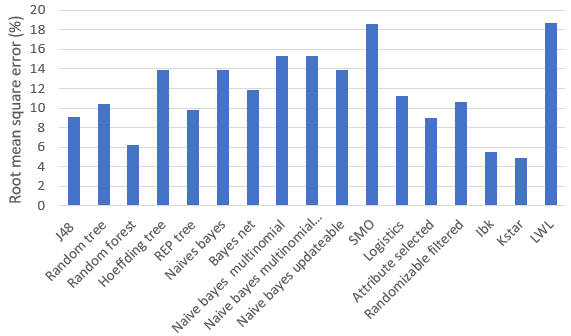 Root mean square error (%)
20
18
16
14
12
10
8
6
4
2
0
J48
Random tree
Random forest
Hoeffding tree
REP tree
Naives bayes
Bayes net
Naive bayes multinomial
Naive bayes multinomial...
Naive bayes updateable
SMO
Logistics
Attribute selected
Randomizable filtered
Ibk
Kstar
LWL